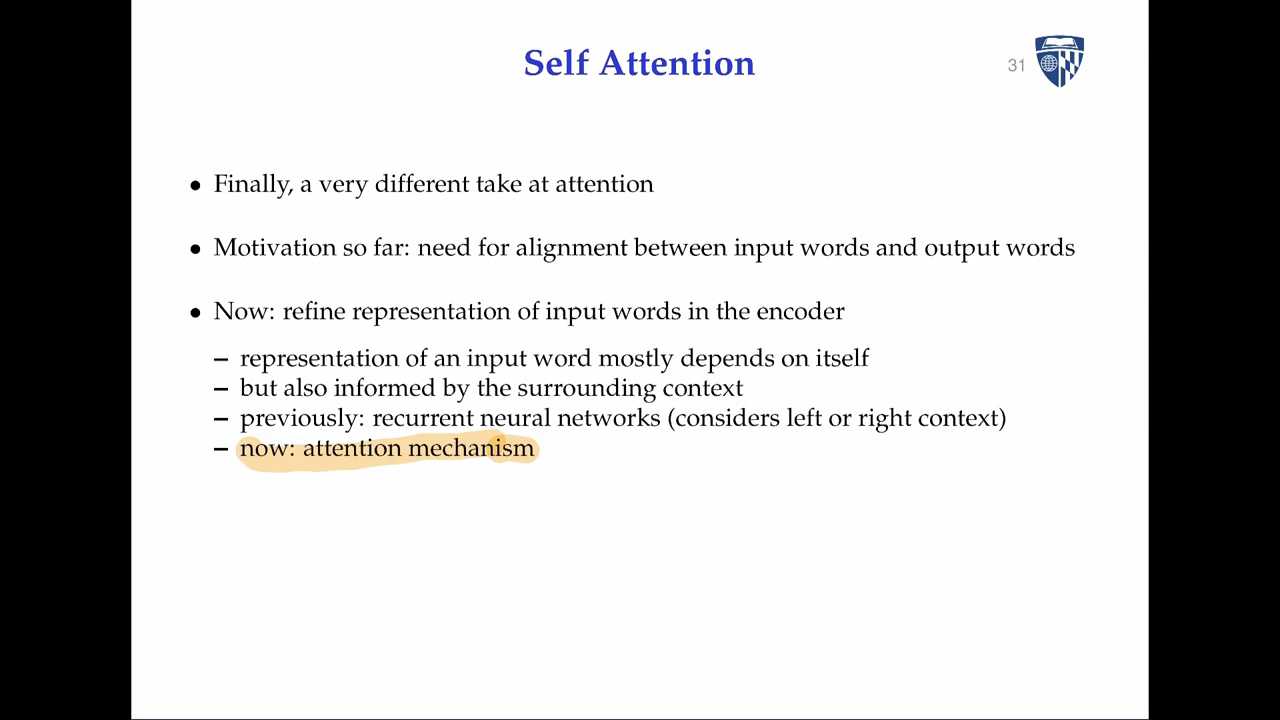 Self Attention
31
• Finally, a very different take at attention
• Motivation so far: need for alignment between input words and output words
• Now: refine representation of input words in the encoder
– representation of an input word mostly depends on itself
– but also informed by the surrounding context
– previously: recurrent neural networks (considers left or right context)
– now: attention mechanism